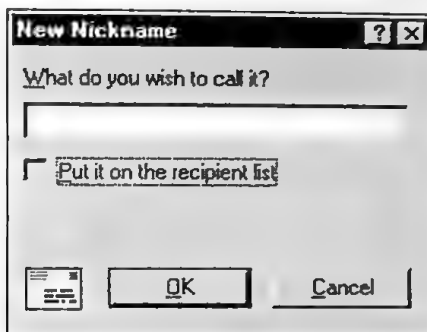 New Nickname
What do you wish to call it?
Put it on the recipient list
OK
Cancel